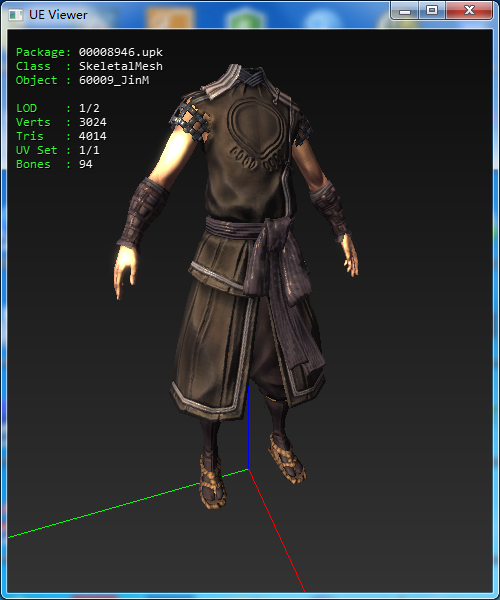 UE Viewer
Package: 00008946.upk
Class : SkeletalMesh
Object : 60009_JinM
LOD : 1/2
Verts : 3024
Tris : 4014
UV Set : 1/1
Bones : 94